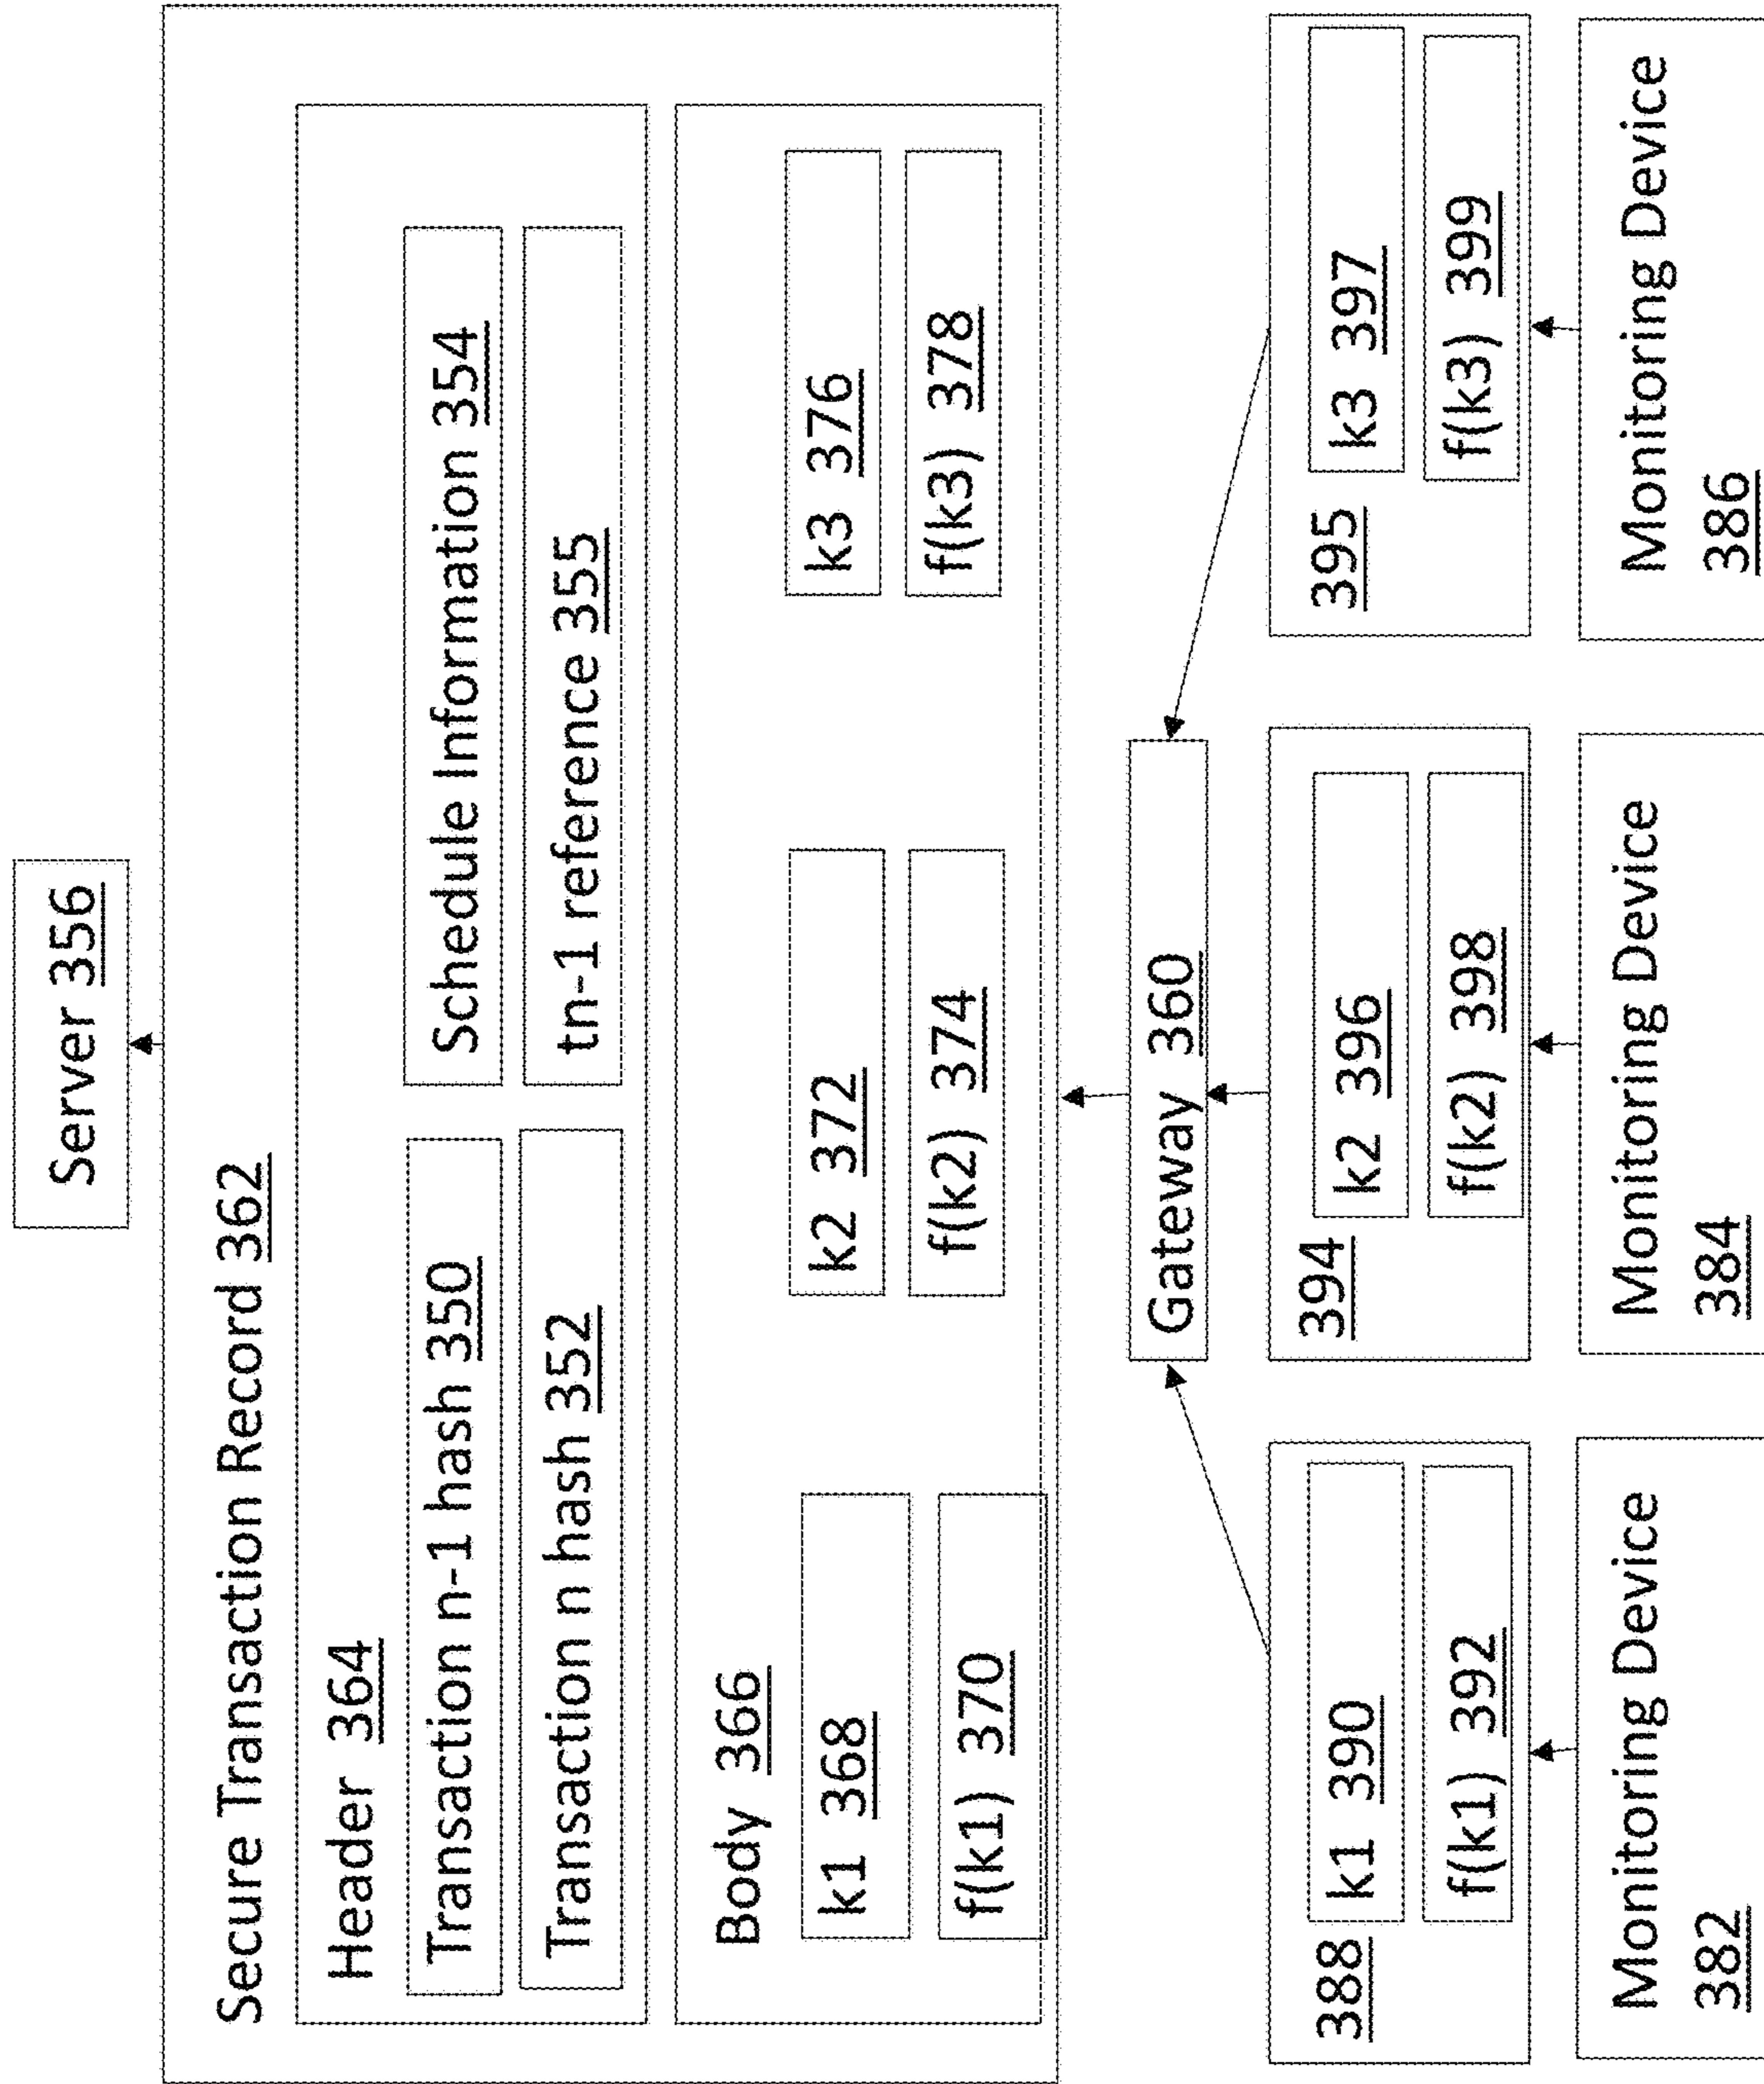 Server 356
Secure Transaction Record 362
Header 364
Transaction n-1 hash 350
Schedule Information 354
Transaction n hash 352
tn-1 reference 355
Body 366
k1 368
k2 372
k3 376
f(k1) 370
f(k2) 374
f(k3) 378
Gateway 360
388
k1 390
f(k1) 392
394
k2 396
f(k2) 398
395
k3 397
f(k3) 399
Monitoring Device
382
Monitoring Device
384
Monitoring Device
386